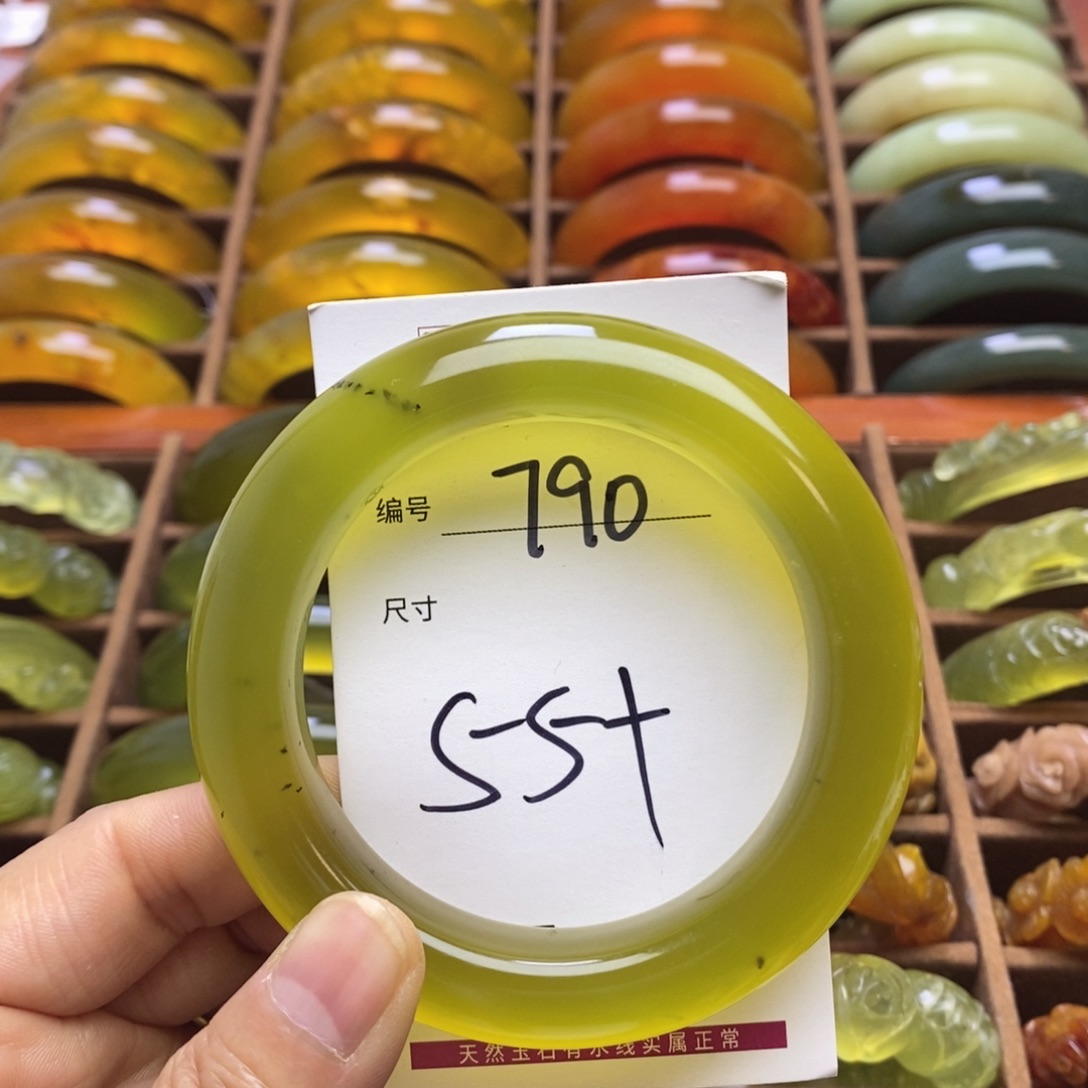 编号 790
尺寸
55+
天然玉石有水线实属正常